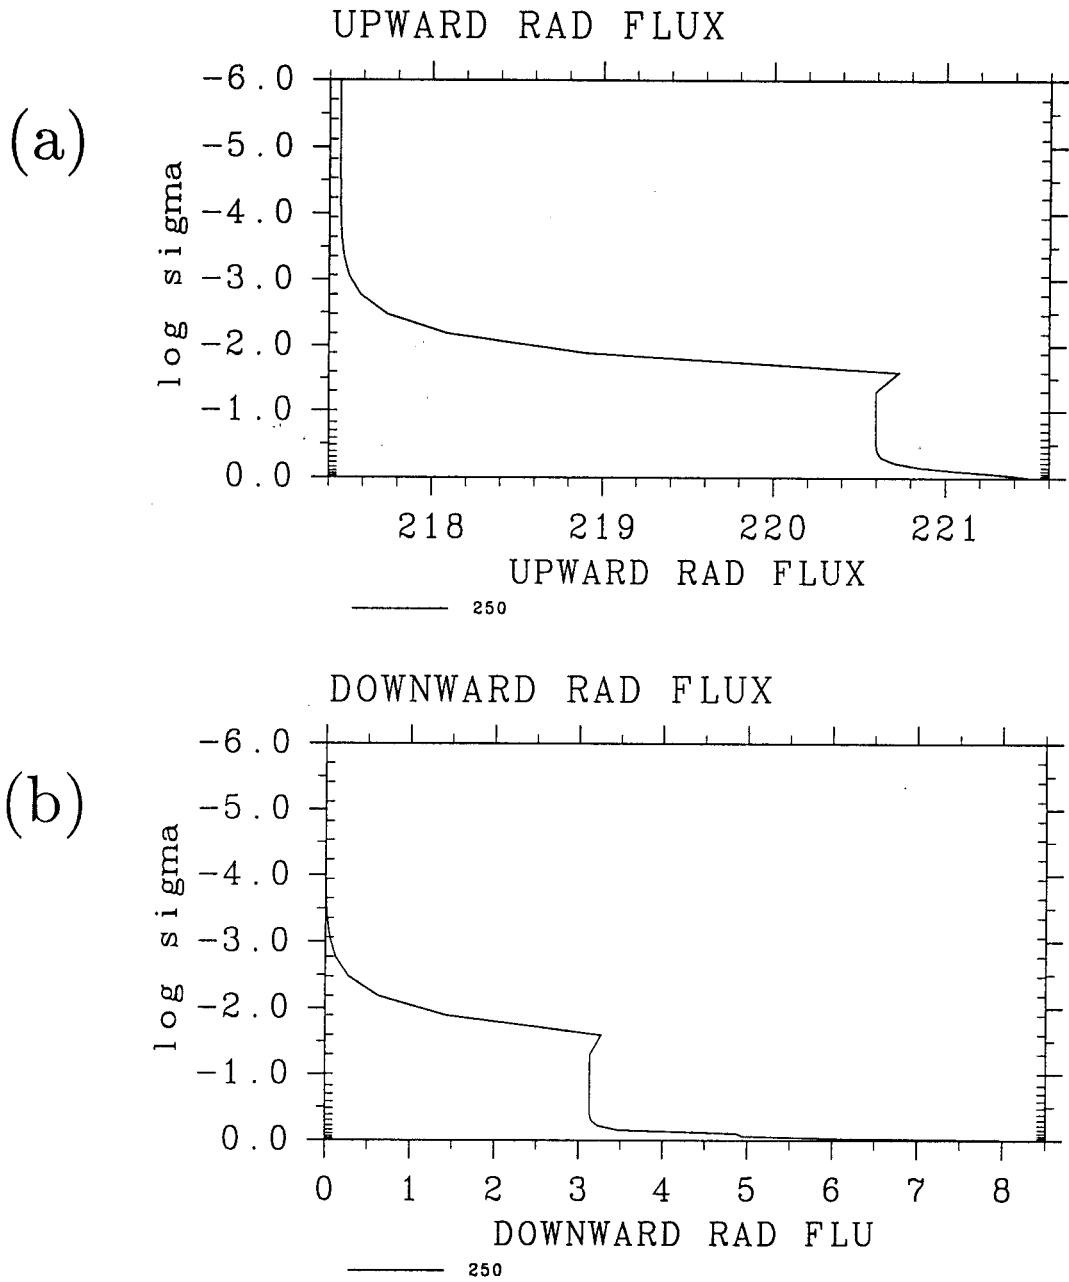 UPWARD RAD FLUX
(a)
log sigma
-6.0
-5.0
-4.0
-3.0
-2.0
-1.0
0.0
218 219 220 221
UPWARD RAD FLUX
250
DOWNWARD RAD FLUX
(b)
log sigma
-6.0
-5.0
-4.0
-3.0
-2.0
-1.0
0.0
0 1 2 3 4 5 6 7 8
DOWNWARD RAD FLU
250